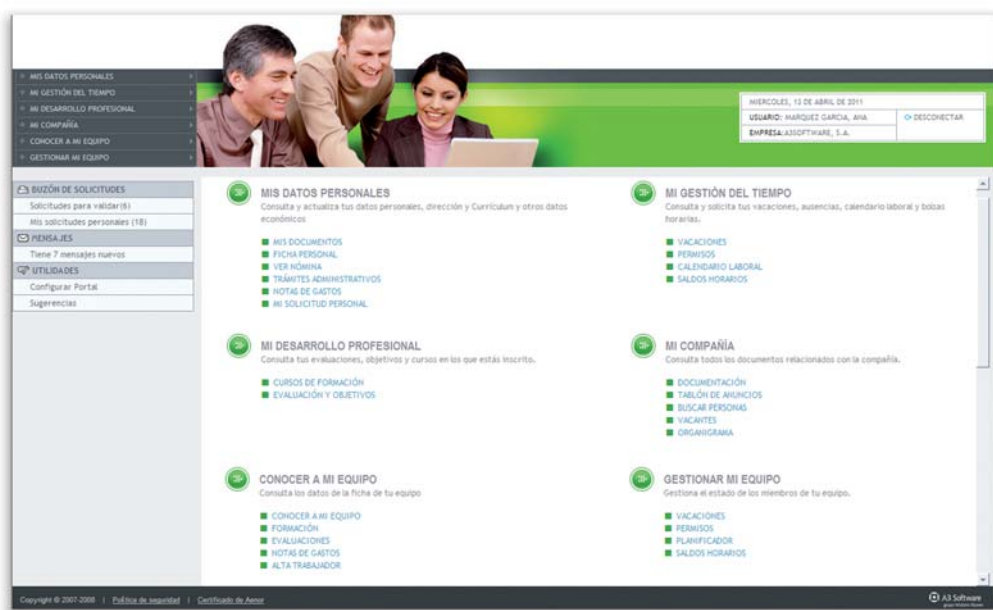 MIS DATOS PERSONALES
MI GESTIÓN DEL TIEMPO
MI DESARROLLO PROFESIONAL
MI COMPAÑÍA
CONOCER A MI EQUIPO
GESTIONAR MI EQUIPO
MIERCOLES, 13 DE ABRIL DE 2011
USUARIO: MARQUEZ GARCIA, ANA
DESCONECTAR
EMPRESA: A3SOFTWARE, S.A.
BUZÓN DE SOLICITUDES
Solicitudes para validar(6)
Mis solicitudes personales (18)
MENSAJES
Tiene 7 mensajes nuevos
UTILIDADES
Configurar Portal
Sugerencias
MIS DATOS PERSONALES
Consulta y actualiza tus datos personales, dirección y Currículum y otros datos
económicos
MIS DOCUMENTOS
FICHA PERSONAL
VER NÓMINA
TRÁMITES ADMINISTRATIVOS
NOTAS DE GASTOS
MI SOLICITUD PERSONAL
MI GESTIÓN DEL TIEMPO
Consulta y solicita tus vacaciones, ausencias, calendario laboral y bolsas
horarias.
VACACIONES
PERMISOS
CALENDARIO LABORAL
SALDOS HORARIOS
MI DESARROLLO PROFESIONAL
Consulta tus evaluaciones, objetivos y cursos en los que estás inscrito.
CURSOS DE FORMACIÓN
EVALUACIÓN Y OBJETIVOS
MI COMPAÑÍA
Consulta todos los documentos relacionados con la compañía.
DOCUMENTACIÓN
TABLÓN DE ANUNCIOS
BUSCAR PERSONAS
VACANTES
ORGANIGRAMA
CONOCER A MI EQUIPO
Consulta los datos de la ficha de tu equipo
CONOCER A MI EQUIPO
FORMACIÓN
EVALUACIONES
NOTAS DE GASTOS
ALTA TRABAJADOR
GESTIONAR MI EQUIPO
Gestiona el estado de los miembros de tu equipo.
VACACIONES
PERMISOS
PLANIFICADOR
SALDOS HORARIOS
Copyright © 2007-2008 | Política de seguridad | Certificado de Aenor
A3 Software